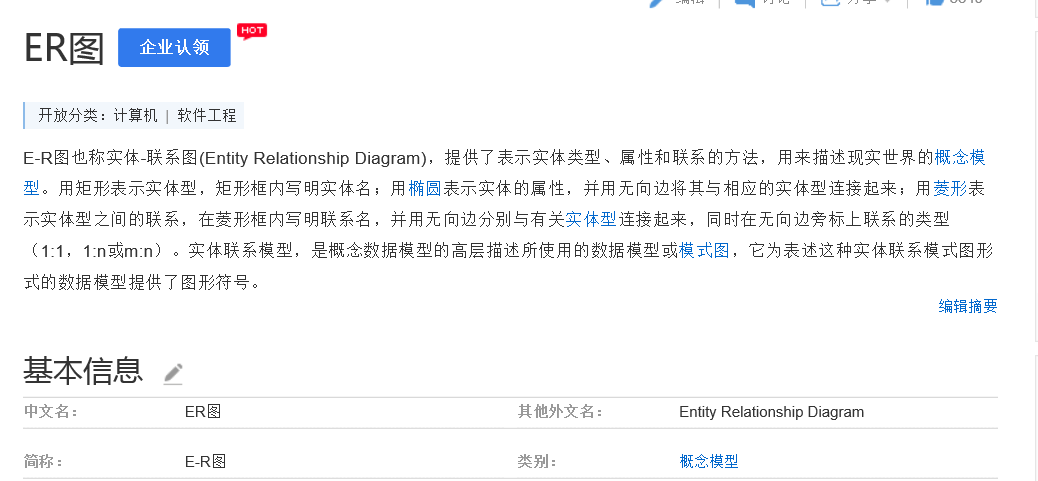 ER图 企业认领 HOT
开放分类：计算机 | 软件工程
E-R图也称实体-联系图(Entity Relationship Diagram)，提供了表示实体类型、属性和联系的方法，用来描述现实世界的概念模
型。用矩形表示实体型，矩形框内写明实体名；用椭圆表示实体的属性，并用无向边将其与相应的实体型连接起来；用菱形表
示实体型之间的联系，在菱形框内写明联系名，并用无向边分别与有关实体型连接起来，同时在无向边旁标上联系的类型
（1:1，1:n或m:n）。实体联系模型，是概念数据模型的高层描述所使用的数据模型或模式图，它为表述这种实体联系模式图形
式的数据模型提供了图形符号。
编辑摘要
基本信息
中文名： ER图 其他外文名： Entity Relationship Diagram
简称： E-R图 类别： 概念模型